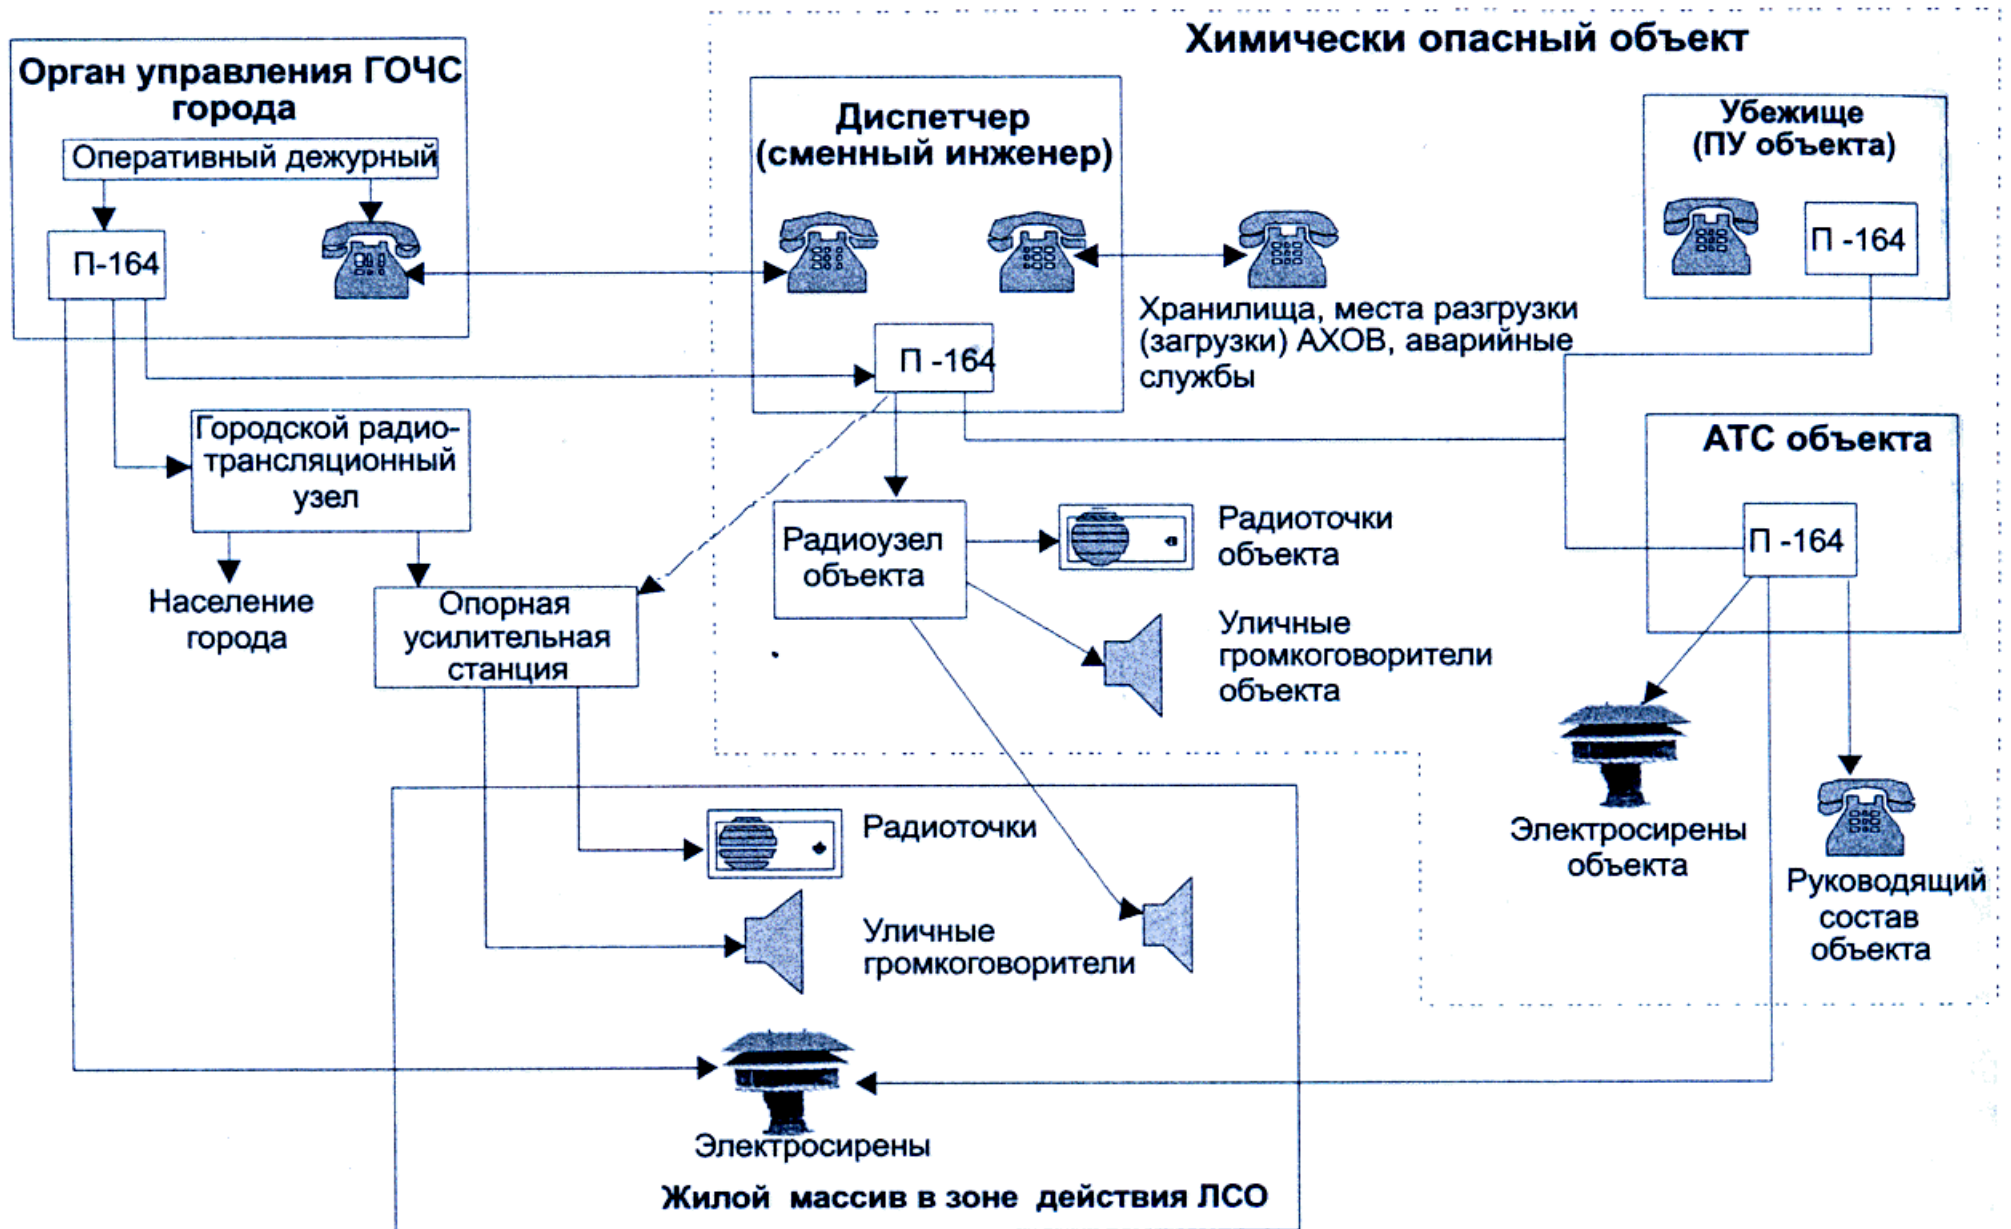 Химически опасный объект
Орган управления ГОЧС
города
Оперативный дежурный
П-164
Диспетчер
(сменный инженер)
П -164
Хранилища, места разгрузки
(загрузки) АХОВ, аварийные
службы
Убежище
(ПУ объекта)
П -164
Городской радио-
трансляционный
узел
Население
города
Опорная
усилительная
станция
Радиоузел
объекта
Радиоточки
объекта
Уличные
громкоговорители
объекта
АТС объекта
П -164
Электросирены
объекта
Руководящий
состав
объекта
Радиоточки
Уличные
громкоговорители
Электросирены
Жилой массив в зоне действия ЛСО